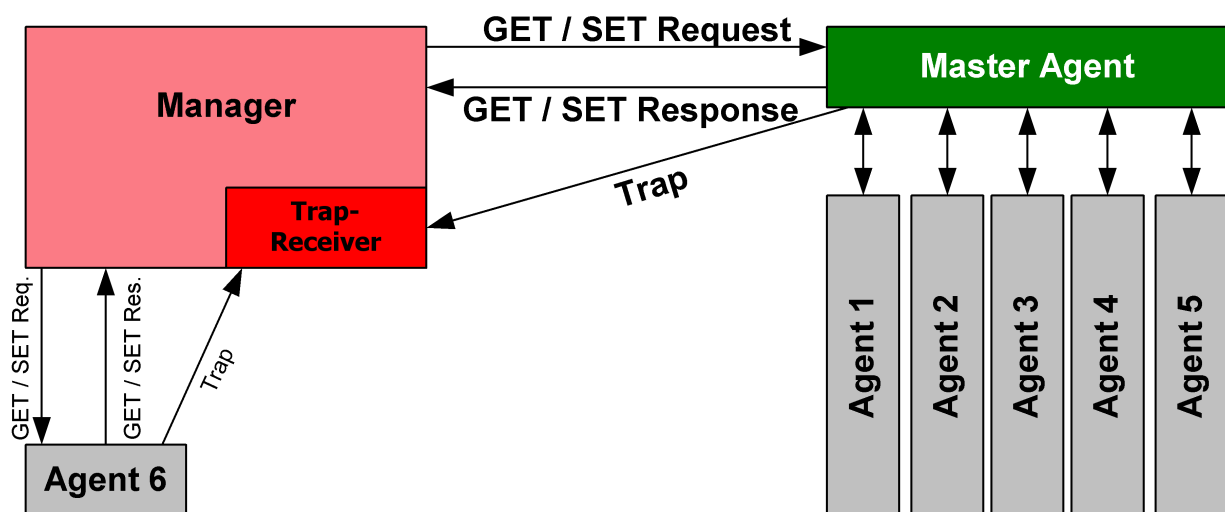 GET / SET Request
Manager
Master Agent
GET / SET Response
Trap
Trap-
Receiver
GET / SET Req.
GET / SET Res.
Trap
Agent 1
Agent 2
Agent 3
Agent 4
Agent 5
Agent 6